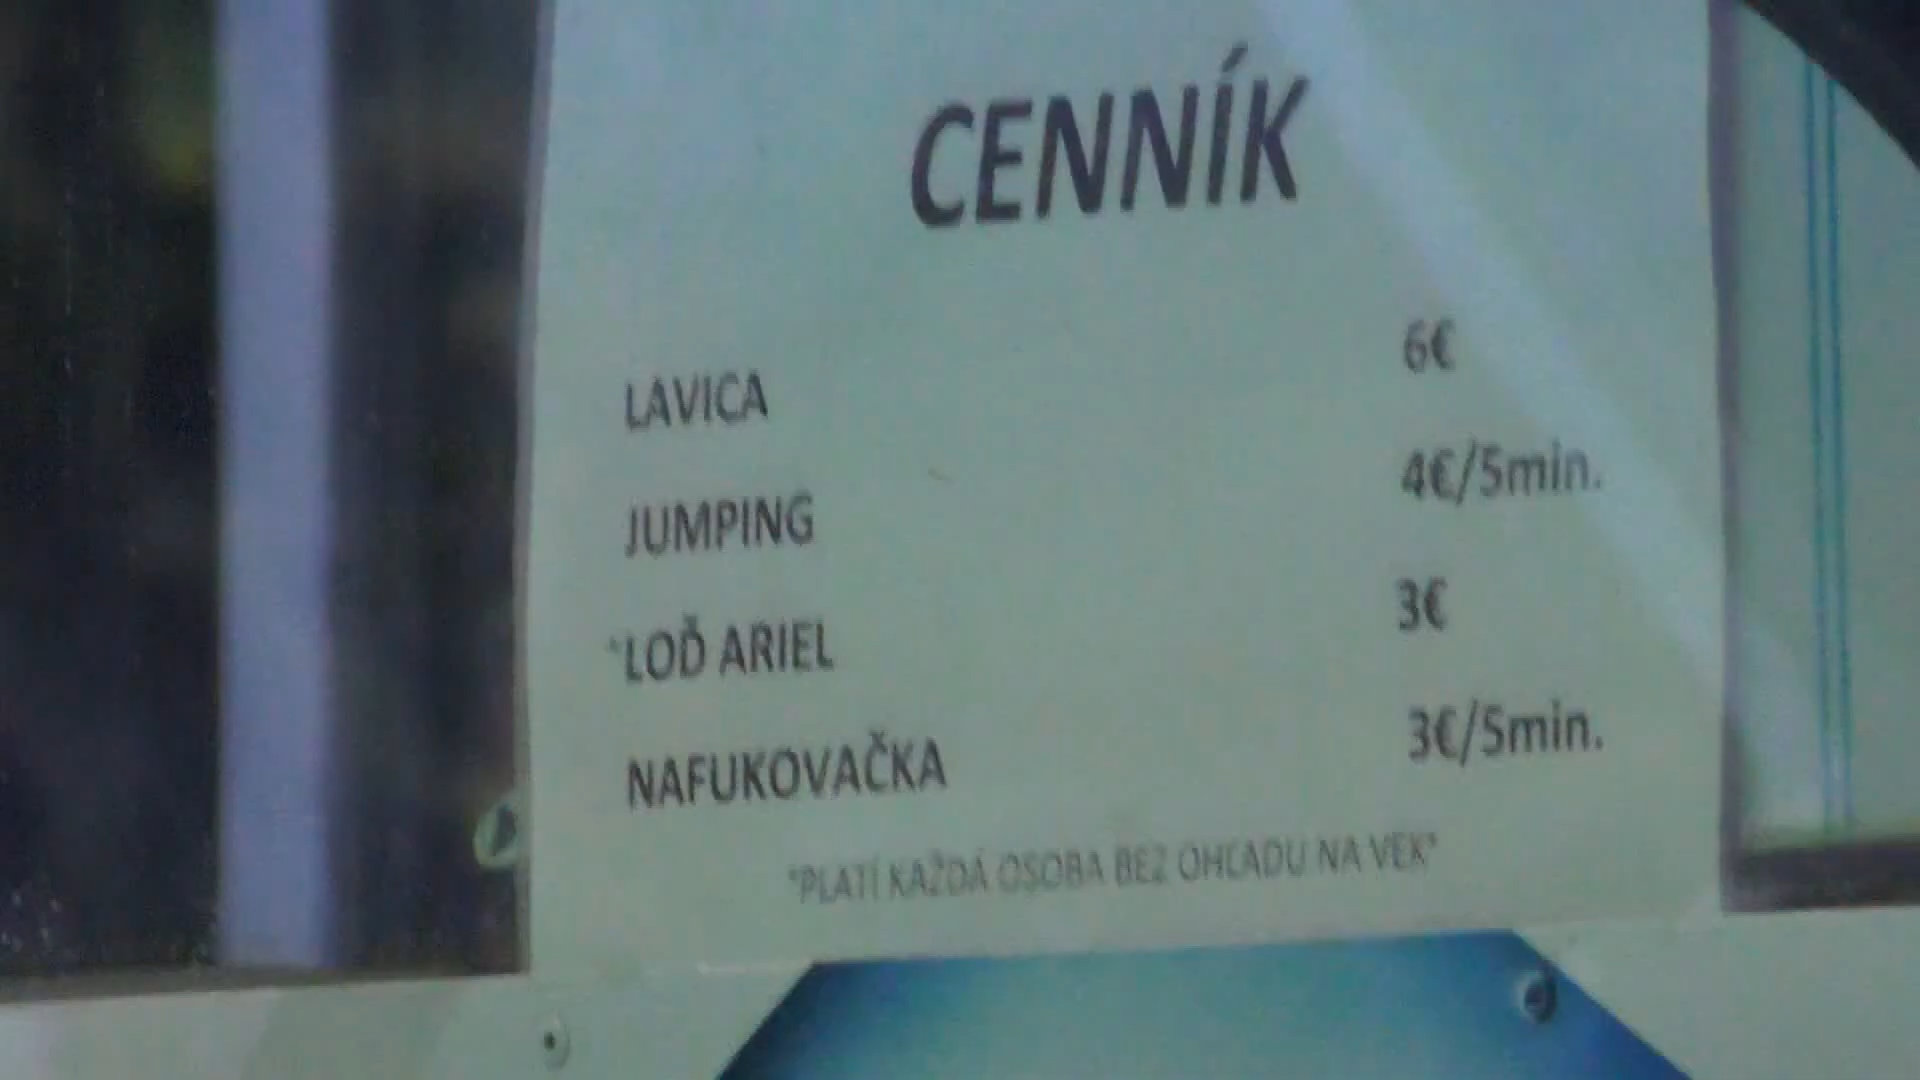 CENNÍK
LAVICA 6€
JUMPING 4€/5min.
*LOĎ ARIEL 3€
NAFUKOVAČKA 3€/5min.
*PLATÍ KAŽDÁ OSOBA BEZ OHĽADU NA VEK*